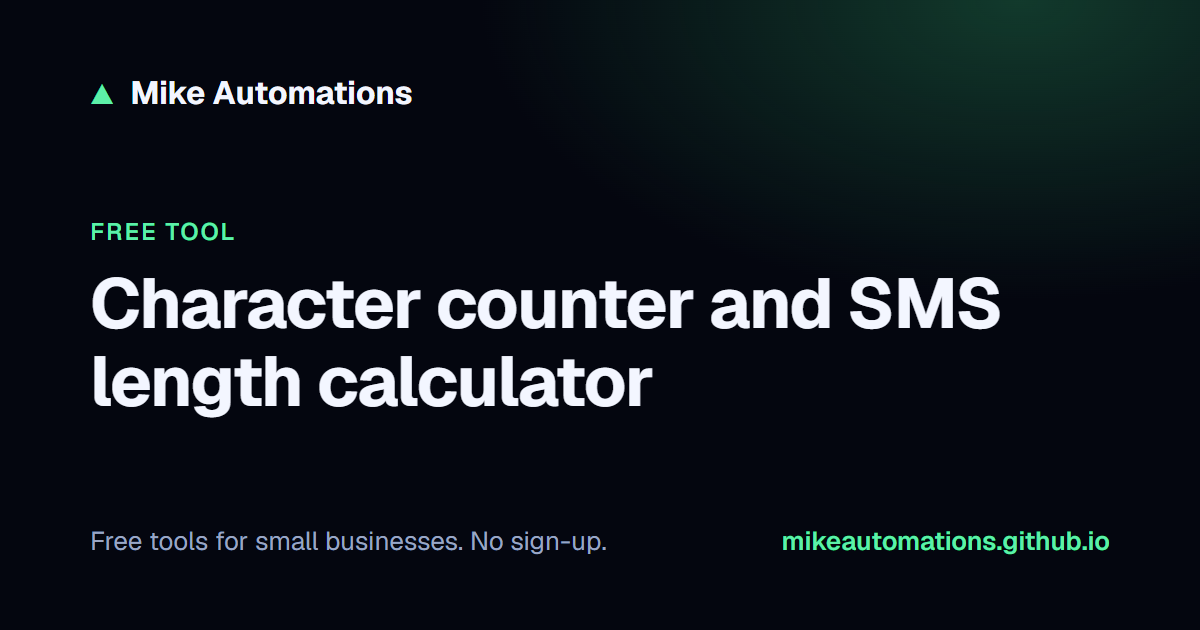 Mike Automations
FREE TOOL
Character counter and SMS
length calculator
Free tools for small businesses. No sign-up.
mikeautomations.github.io